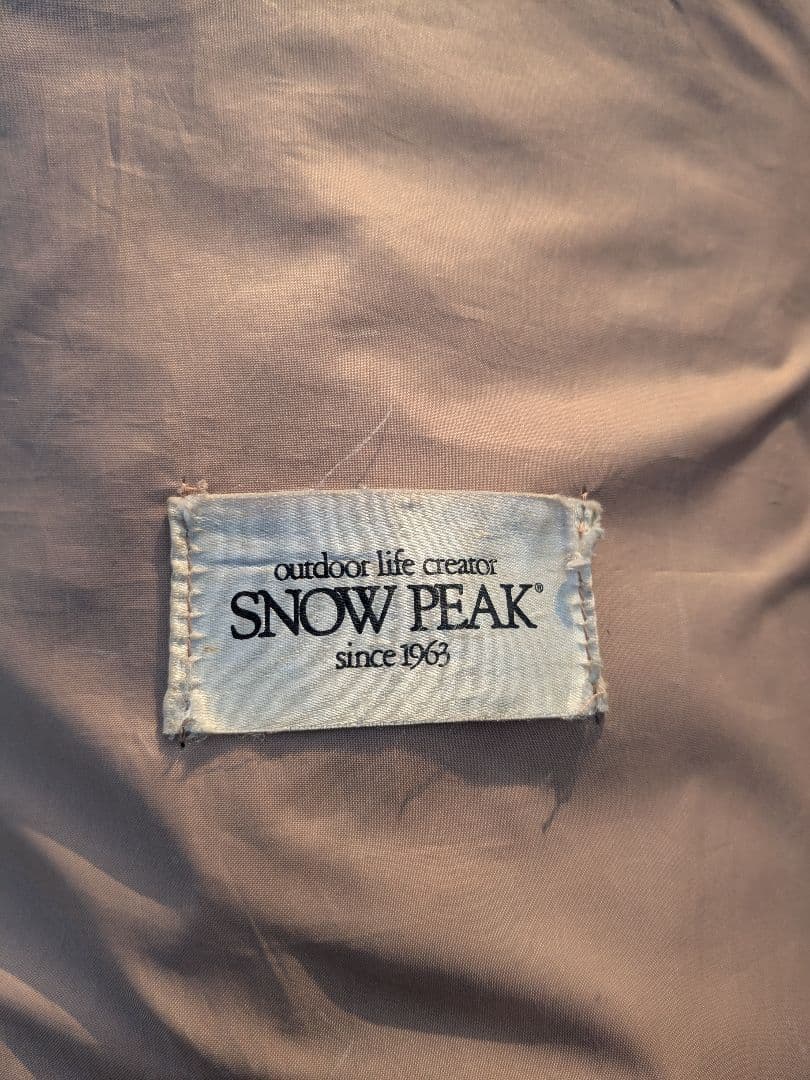 outdoor life creator
SNOW PEAK®
since 1963